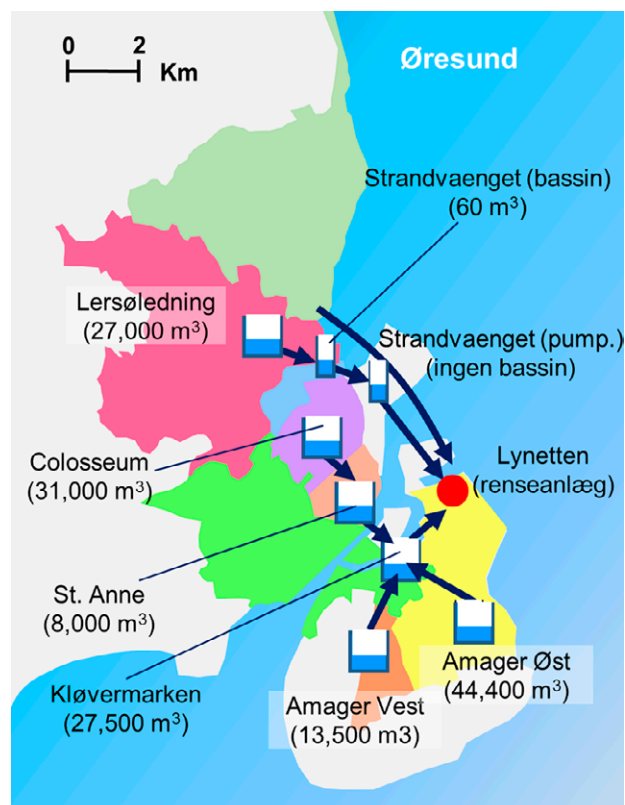 0 2
Km
Øresund
Strandvaenget (bassin)
(60 m³)
Lersøledning
(27,000 m³)
Strandvaenget (pump.)
(ingen bassin)
Colosseum
(31,000 m³)
Lynetten
(renseanlæg)
St. Anne
(8,000 m³)
Kløvermarken
(27,500 m³)
Amager Vest
(13,500 m3)
Amager Øst
(44,400 m³)